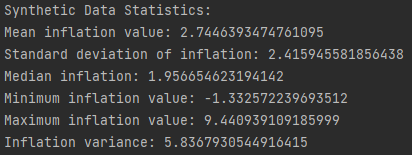 Synthetic Data Statistics:
Mean inflation value: 2.7446393474761095
Standard deviation of inflation: 2.415945581856438
Median inflation: 1.956654623194142
Minimum inflation value: -1.332572239693512
Maximum inflation value: 9.440939109185999
Inflation variance: 5.8367930544916415